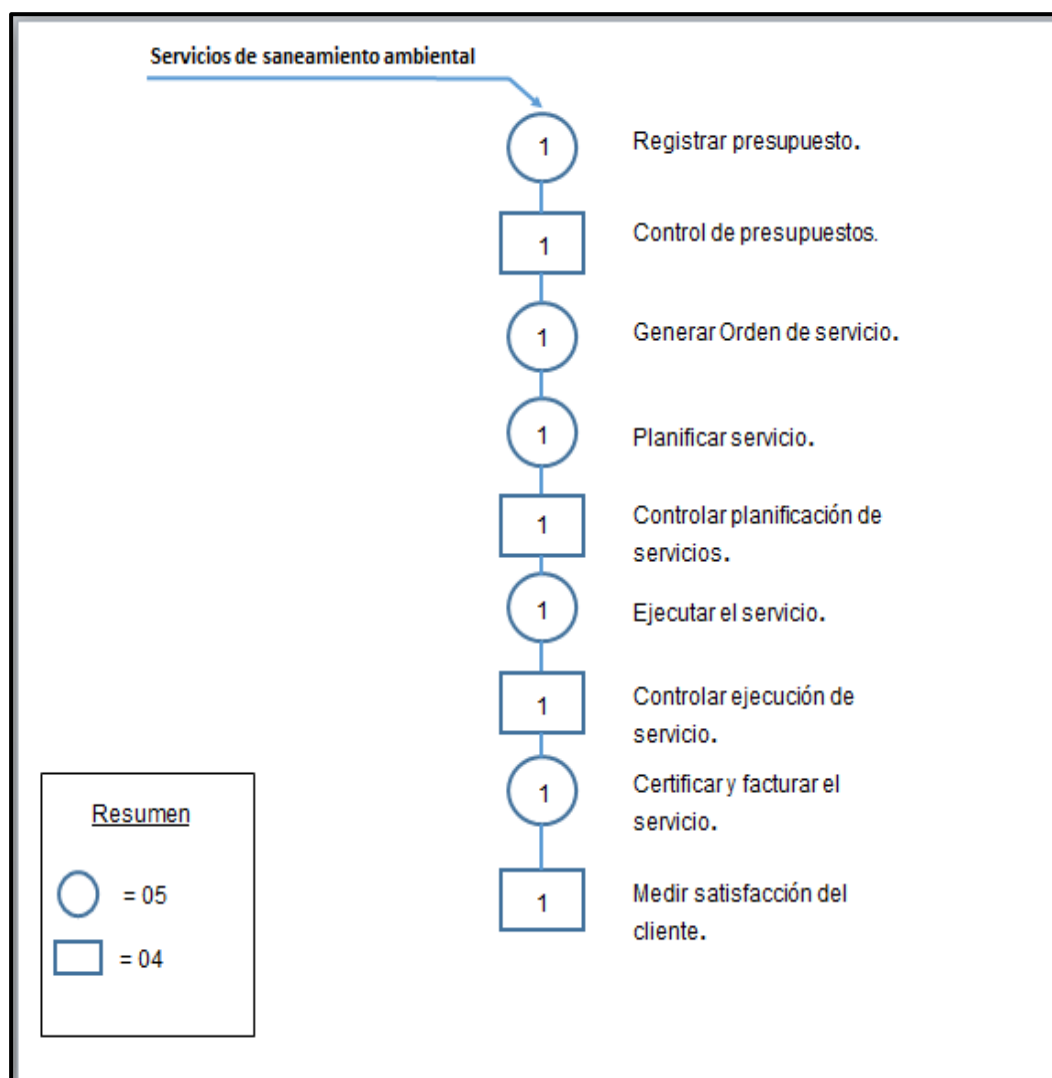 Servicios de saneamiento ambiental
1
Registrar presupuesto.
1
Control de presupuestos.
1
Generar Orden de servicio.
1
Planificar servicio.
1
Controlar planificación de
servicios.
1
Ejecutar el servicio.
1
Controlar ejecución de
servicio.
1
Certificar y facturar el
servicio.
1
Medir satisfacción del
cliente.
Resumen
= 05
= 04